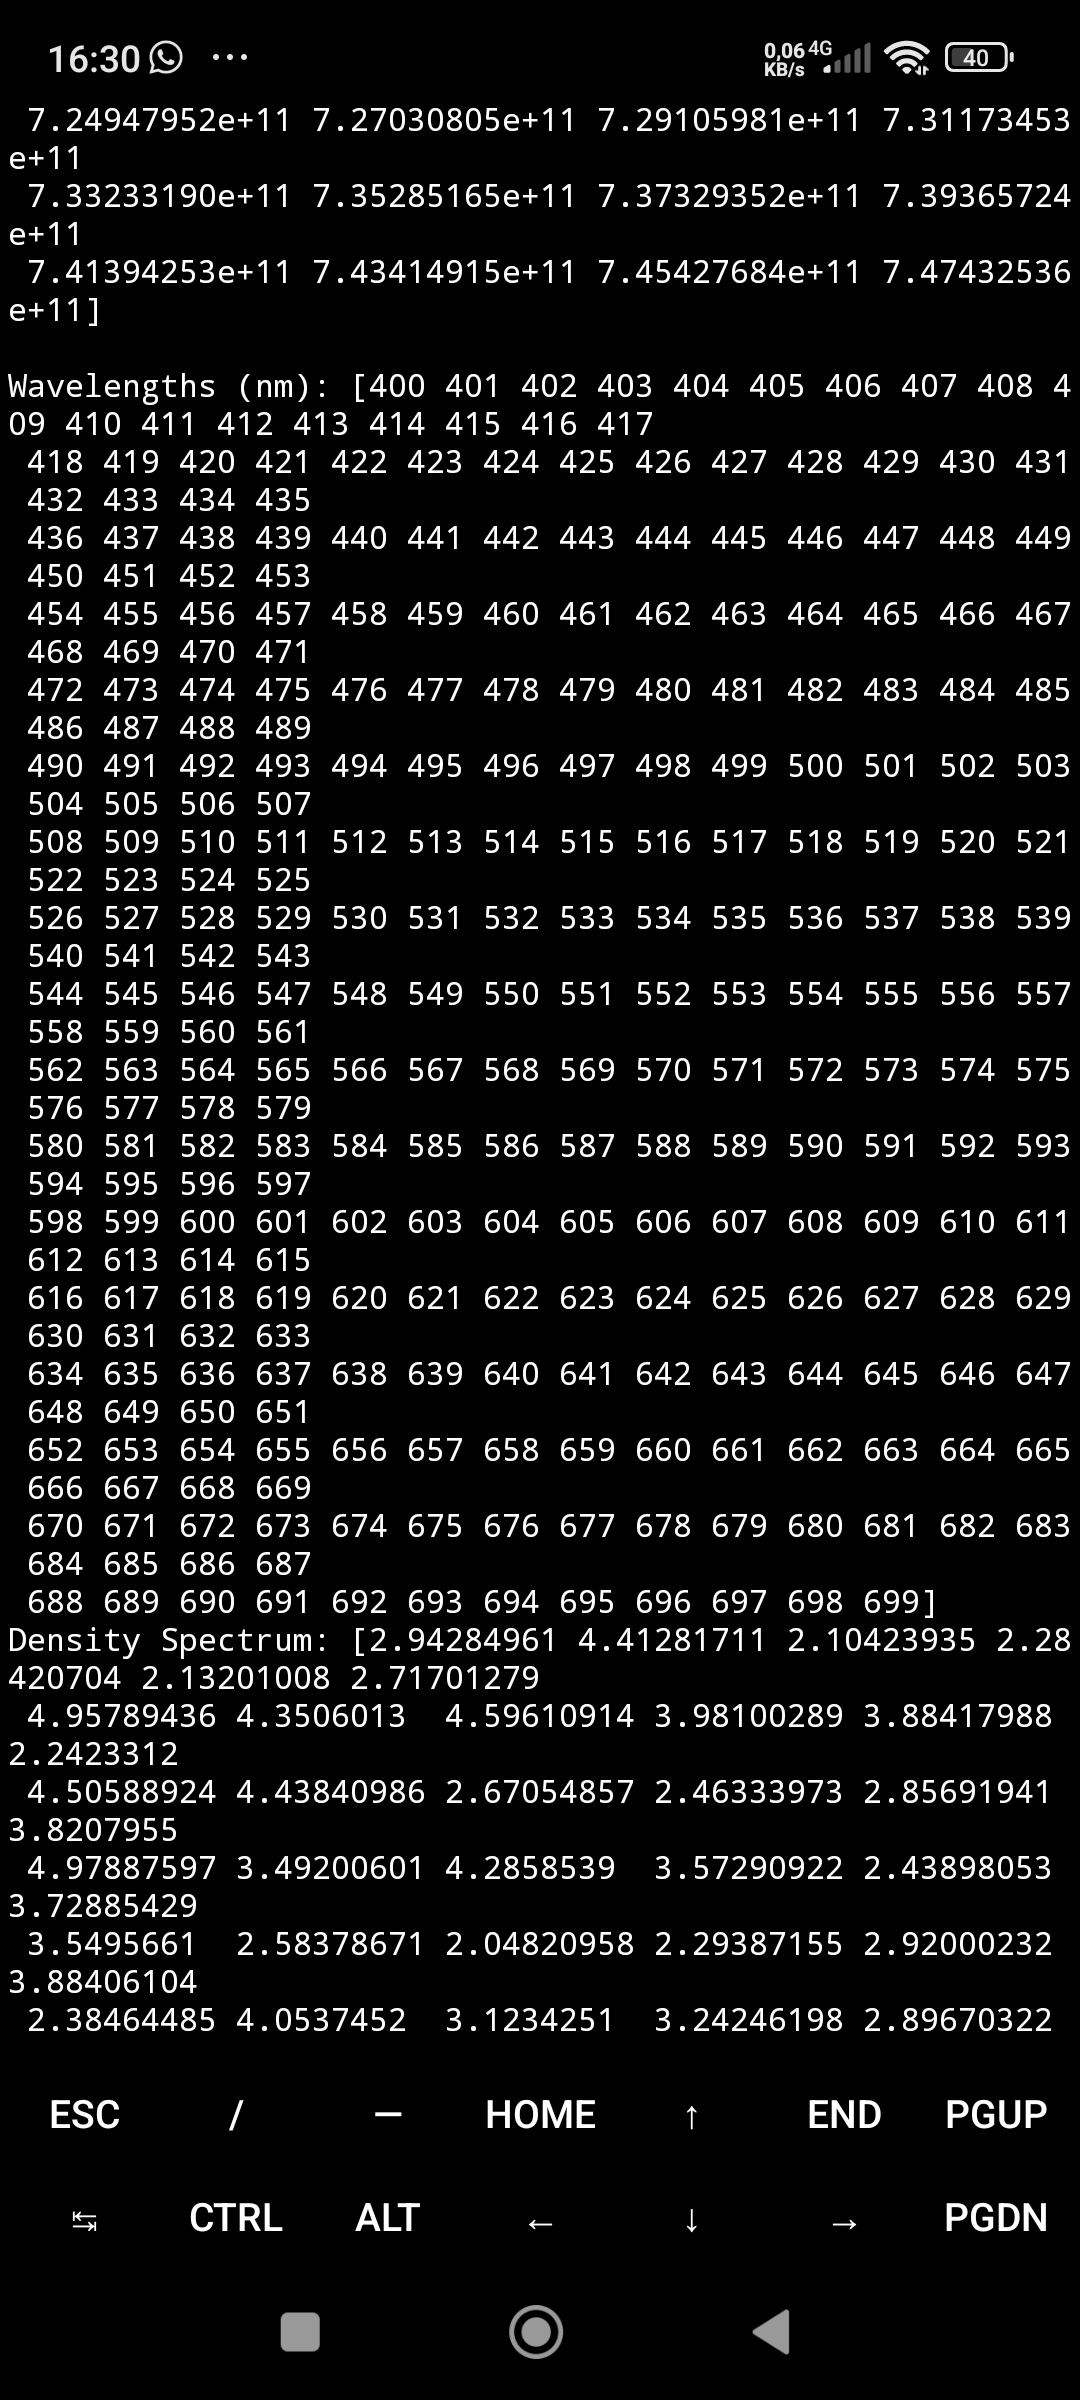 16:30 ... 0,06 KB/s 4G 40
7.24947952e+11 7.27030805e+11 7.29105981e+11 7.31173453
e+11
7.33233190e+11 7.35285165e+11 7.37329352e+11 7.39365724
e+11
7.41394253e+11 7.43414915e+11 7.45427684e+11 7.47432536
e+11]
Wavelengths (nm): [400 401 402 403 404 405 406 407 408 4
09 410 411 412 413 414 415 416 417
418 419 420 421 422 423 424 425 426 427 428 429 430 431
432 433 434 435
436 437 438 439 440 441 442 443 444 445 446 447 448 449
450 451 452 453
454 455 456 457 458 459 460 461 462 463 464 465 466 467
468 469 470 471
472 473 474 475 476 477 478 479 480 481 482 483 484 485
486 487 488 489
490 491 492 493 494 495 496 497 498 499 500 501 502 503
504 505 506 507
508 509 510 511 512 513 514 515 516 517 518 519 520 521
522 523 524 525
526 527 528 529 530 531 532 533 534 535 536 537 538 539
540 541 542 543
544 545 546 547 548 549 550 551 552 553 554 555 556 557
558 559 560 561
562 563 564 565 566 567 568 569 570 571 572 573 574 575
576 577 578 579
580 581 582 583 584 585 586 587 588 589 590 591 592 593
594 595 596 597
598 599 600 601 602 603 604 605 606 607 608 609 610 611
612 613 614 615
616 617 618 619 620 621 622 623 624 625 626 627 628 629
630 631 632 633
634 635 636 637 638 639 640 641 642 643 644 645 646 647
648 649 650 651
652 653 654 655 656 657 658 659 660 661 662 663 664 665
666 667 668 669
670 671 672 673 674 675 676 677 678 679 680 681 682 683
684 685 686 687
688 689 690 691 692 693 694 695 696 697 698 699]
Density Spectrum: [2.94284961 4.41281711 2.10423935 2.28
420704 2.13201008 2.71701279
4.95789436 4.3506013 4.59610914 3.98100289 3.88417988
2.2423312
4.50588924 4.43840986 2.67054857 2.46333973 2.85691941
3.8207955
4.97887597 3.49200601 4.2858539 3.57290922 2.43898053
3.72885429
3.5495661 2.58378671 2.04820958 2.29387155 2.92000232
3.88406104
2.38464485 4.0537452 3.1234251 3.24246198 2.89670322
ESC / — HOME ↑ END PGUP
↹ CTRL ALT ← ↓ → PGDN